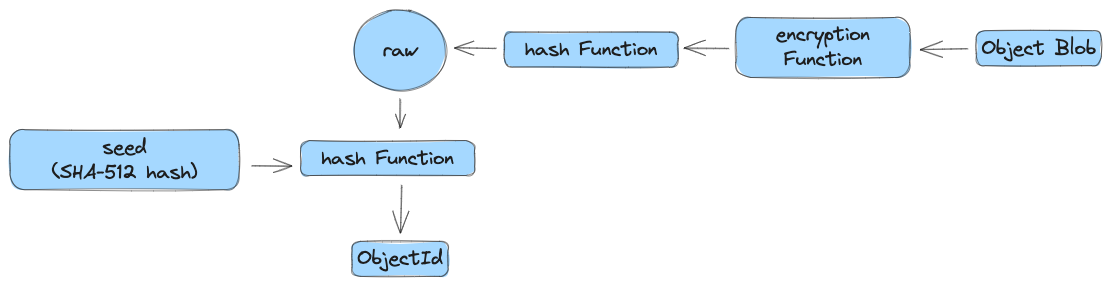 raw
hash Function
encryption
Function
Object Blob
seed
(SHA-512 hash)
hash Function
ObjectId